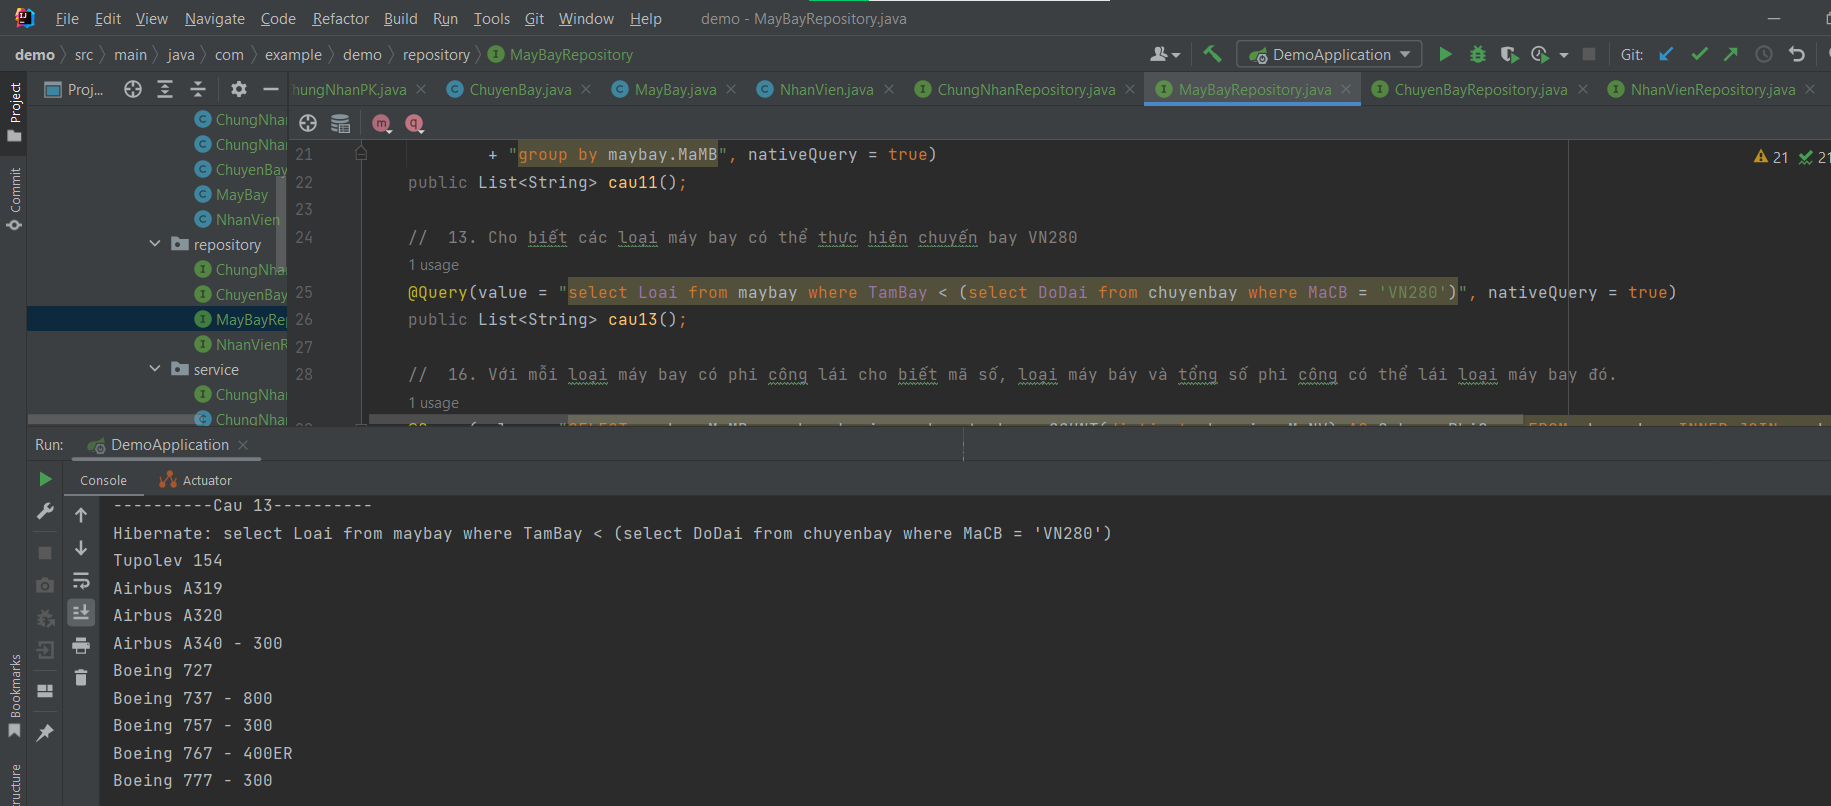 File Edit View Navigate Code Refactor Build Run Tools Git Window Help demo - MayBayRepository.java
demo src main java com example demo repository MayBayRepository DemoApplication Git:
Project
Proj...
hungNhanPK.java ChuyenBay.java MayBay.java NhanVien.java ChungNhanRepository.java MayBayRepository.java ChuyenBayRepository.java NhanVienRepository.java
ChungNha
ChungNha
ChuyenBay
MayBay
NhanVien
repository
ChungNha
ChuyenBay
MayBayRe
NhanVienR
service
ChungNha
ChungNha
Commit
21 + "group by maybay.MaMB", nativeQuery = true)
21 21
22 public List<String> cau11();
23
24 // 13. Cho biết các loại máy bay có thể thực hiện chuyến bay VN280
1 usage
25 @Query(value = "select Loai from maybay where TamBay < (select DoDai from chuyenbay where MaCB = 'VN280')", nativeQuery = true)
26 public List<String> cau13();
27
28 // 16. Với mỗi loại máy bay có phi công lái cho biết mã số, loại máy báy và tổng số phi công có thể lái loại máy bay đó.
1 usage
Run: DemoApplication
Console Actuator
----------Cau 13----------
Hibernate: select Loai from maybay where TamBay < (select DoDai from chuyenbay where MaCB = 'VN280')
Tupolev 154
Airbus A319
Airbus A320
Airbus A340 - 300
Boeing 727
Boeing 737 - 800
Boeing 757 - 300
Boeing 767 - 400ER
Boeing 777 - 300
Bookmarks
ructure